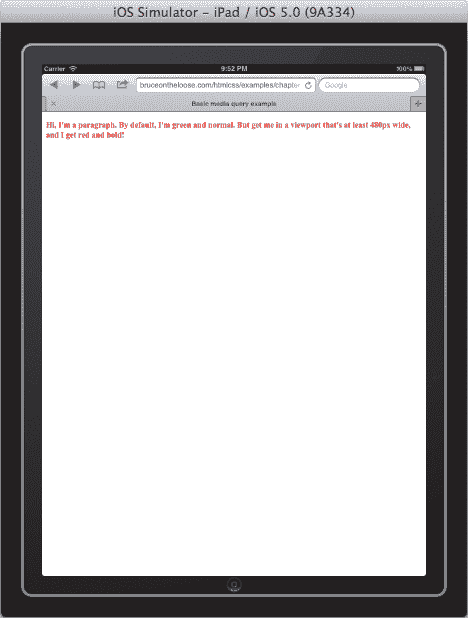 iOS Simulator – iPad / iOS 5.0 (9A334)
Carrier 9:52 PM 100%
bruceontheloose.com/htmlcss/examples/chapter Google
Basic media query example
Hi, I'm a paragraph. By default, I'm green and normal. But get me in a viewport that's at least 480px wide,
and I get red and bold!